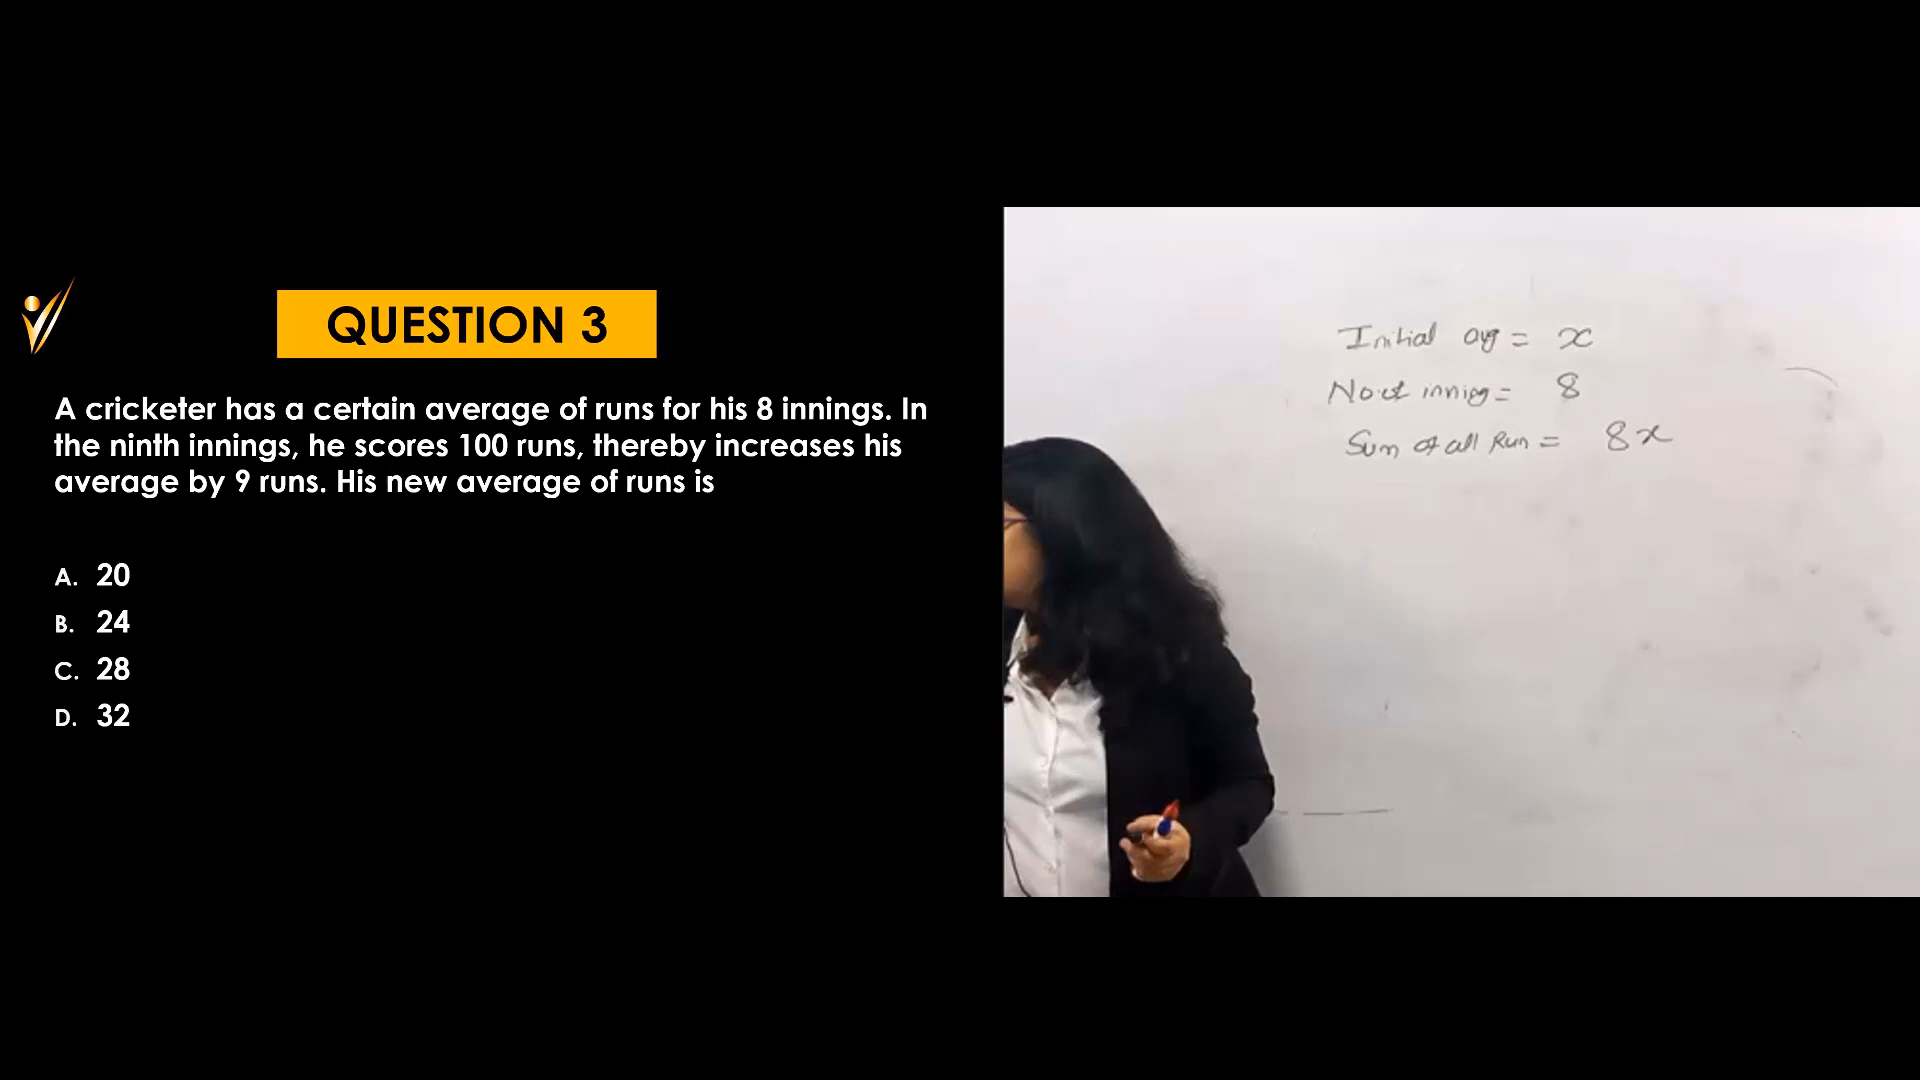 QUESTION 3
A cricketer has a certain average of runs for his 8 innings. In
the ninth innings, he scores 100 runs, thereby increases his
average by 9 runs. His new average of runs is
A. 20
B. 24
C. 28
D. 32
Initial avg = x
No. of inning = 8
Sum of all Run = 8x